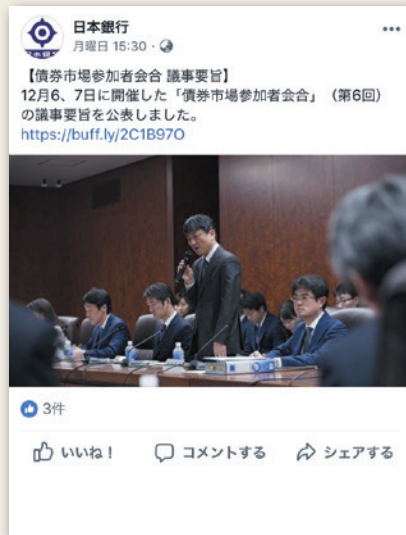 日本銀行
月曜日 15:30 ·
【債券市場参加者会合 議事要旨】
12月6、7日に開催した「債券市場参加者会合」(第6回)
の議事要旨を公表しました。
https://buff.ly/2C1B97O
3件
いいね!
コメントする
シェアする